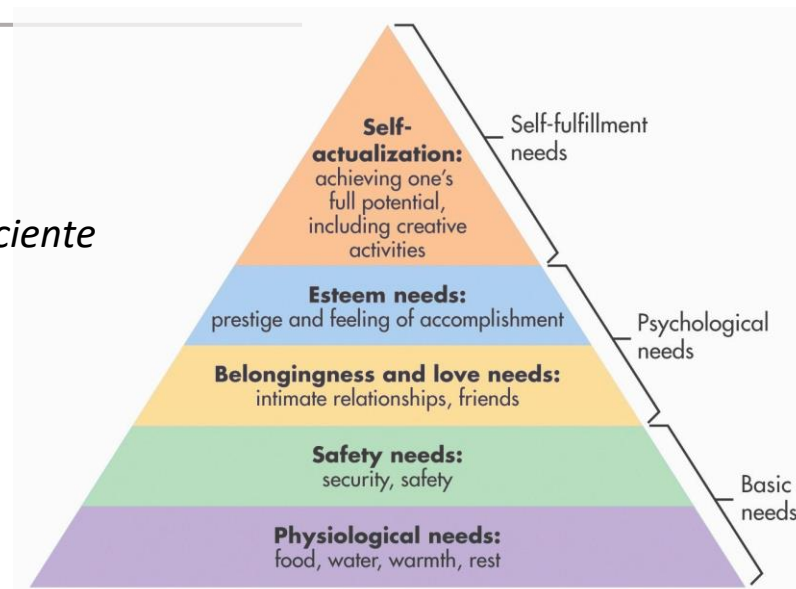 ciente
Self-
actualization:
achieving one's
full potential,
including creative
activities
Self-fulfillment
needs
Esteem needs:
prestige and feeling of accomplishment
Psychological
needs
Belongingness and love needs:
intimate relationships, friends
Safety needs:
security, safety
Basic
needs
Physiological needs:
food, water, warmth, rest